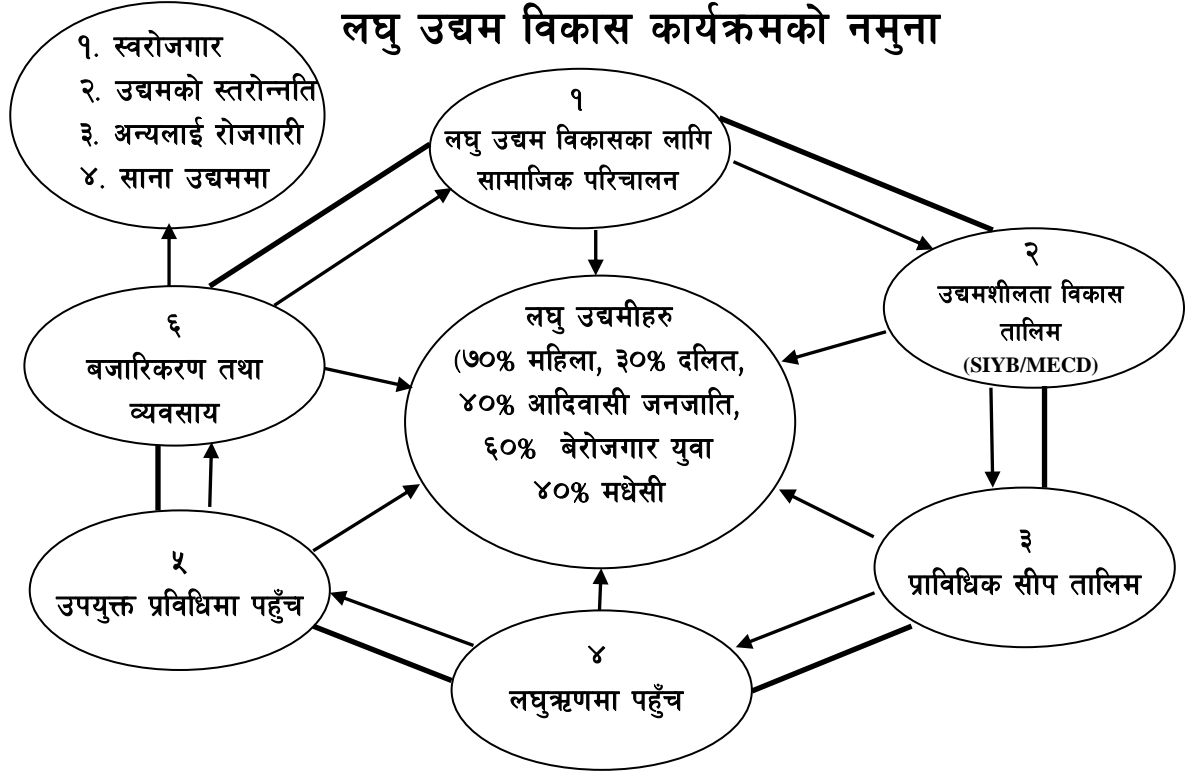 लघु उद्यम विकास कार्यक्रमको नमुना
१. स्वरोजगार
२. उद्यमको स्तरोन्नति
३. अन्यलाई रोजगारी
४. साना उद्यममा
१
लघु उद्यम विकासका लागि
सामाजिक परिचालन
२
उद्यमशीलता विकास
तालिम
(SIYB/MECD)
लघु उद्यमीहरु
(७०% महिला, ३०% दलित,
४०% आदिवासी जनजाति,
६०% बेरोजगार युवा
४०% मधेसी
६
बजारिकरण तथा
व्यवसाय
३
प्राविधिक सीप तालिम
५
उपयुक्त प्रविधिमा पहुँच
४
लघुऋणमा पहुँच